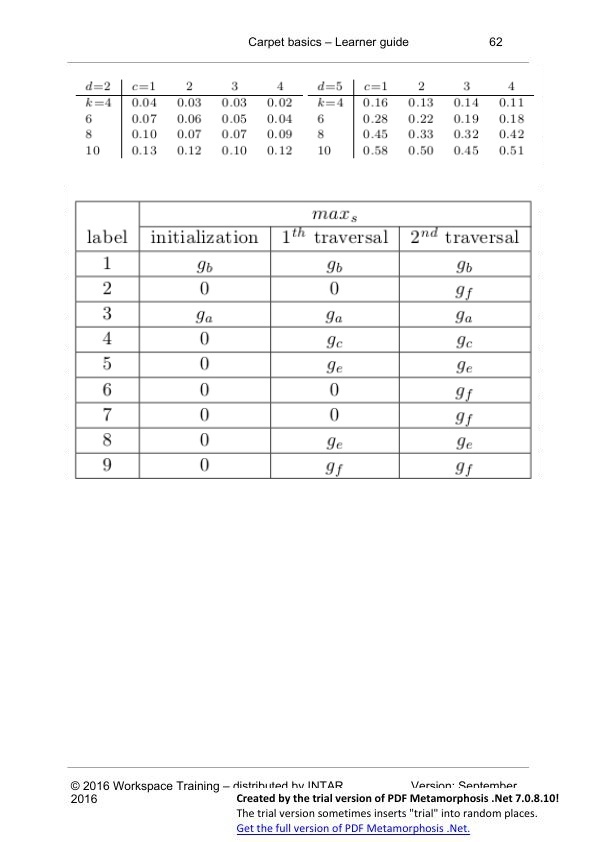 Carpet basics – Learner guide 62
d=2 c=1 2 3 4 d=5 c=1 2 3 4
k=4 0.04 0.03 0.03 0.02 k=4 0.16 0.13 0.14 0.11
6 0.07 0.06 0.05 0.04 6 0.28 0.22 0.19 0.18
8 0.10 0.07 0.07 0.09 8 0.45 0.33 0.32 0.42
10 0.13 0.12 0.10 0.12 10 0.58 0.50 0.45 0.51
max_s
label initialization 1^th traversal 2^nd traversal
1 g_b g_b g_b
2 0 0 g_f
3 g_a g_a g_a
4 0 g_c g_c
5 0 g_e g_e
6 0 0 g_f
7 0 0 g_f
8 0 g_e g_e
9 0 g_f g_f
© 2016 Workspace Training – distributed by INTAR Version: September
2016
Created by the trial version of PDF Metamorphosis .Net 7.0.8.10!
The trial version sometimes inserts "trial" into random places.
Get the full version of PDF Metamorphosis .Net.